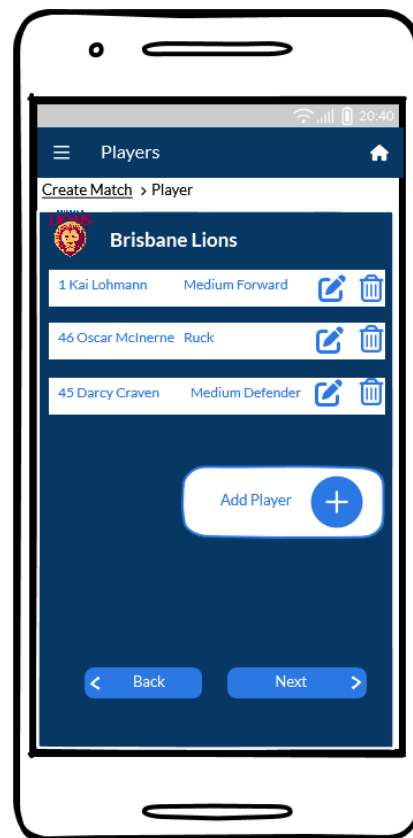 20:40
Players
Create Match > Player
LIONS
Brisbane Lions
1 Kai Lohmann Medium Forward
46 Oscar McInerne Ruck
45 Darcy Craven Medium Defender
Add Player
Back Next